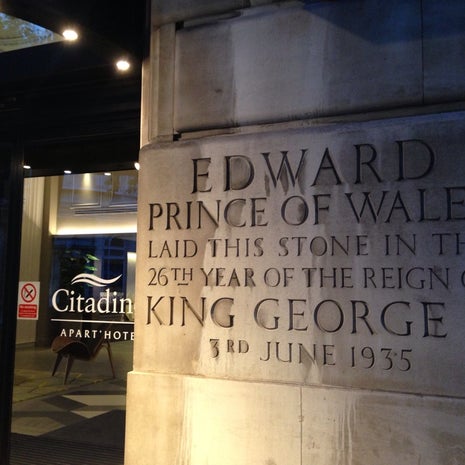 EDWARD
PRINCE OF WALE
LAID THIS STONE IN TH
26TH YEAR OF THE REIGN O
KING GEORGE
3RD JUNE 1935
Citadin
APART'HOTE